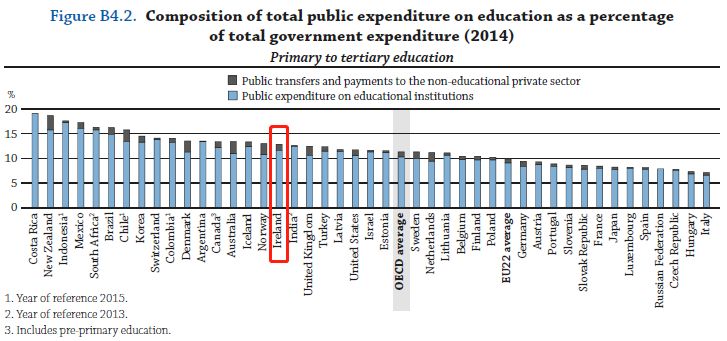 Figure B4.2. Composition of total public expenditure on education as a percentage
of total government expenditure (2014)
Primary to tertiary education
Public transfers and payments to the non-educational private sector
Public expenditure on educational institutions
%
20
15
10
5
0
Costa Rica
New Zealand
Indonesia¹
Mexico
South Africa¹
Brazil
Chile¹
Korea
Switzerland
Colombia¹
Denmark
Argentina
Canada³
Australia
Iceland
Norway
Ireland
India²
United Kingdom
Turkey
Latvia
United States
Israel
Estonia
OECD average
Sweden
Netherlands
Lithuania
Belgium
Finland
Poland
EU22 average
Germany
Austria
Portugal
Slovenia
Slovak Republic
France
Japan
Luxembourg
Spain
Russian Federation
Czech Republic
Hungary
Italy
1. Year of reference 2015.
2. Year of reference 2013.
3. Includes pre-primary education.